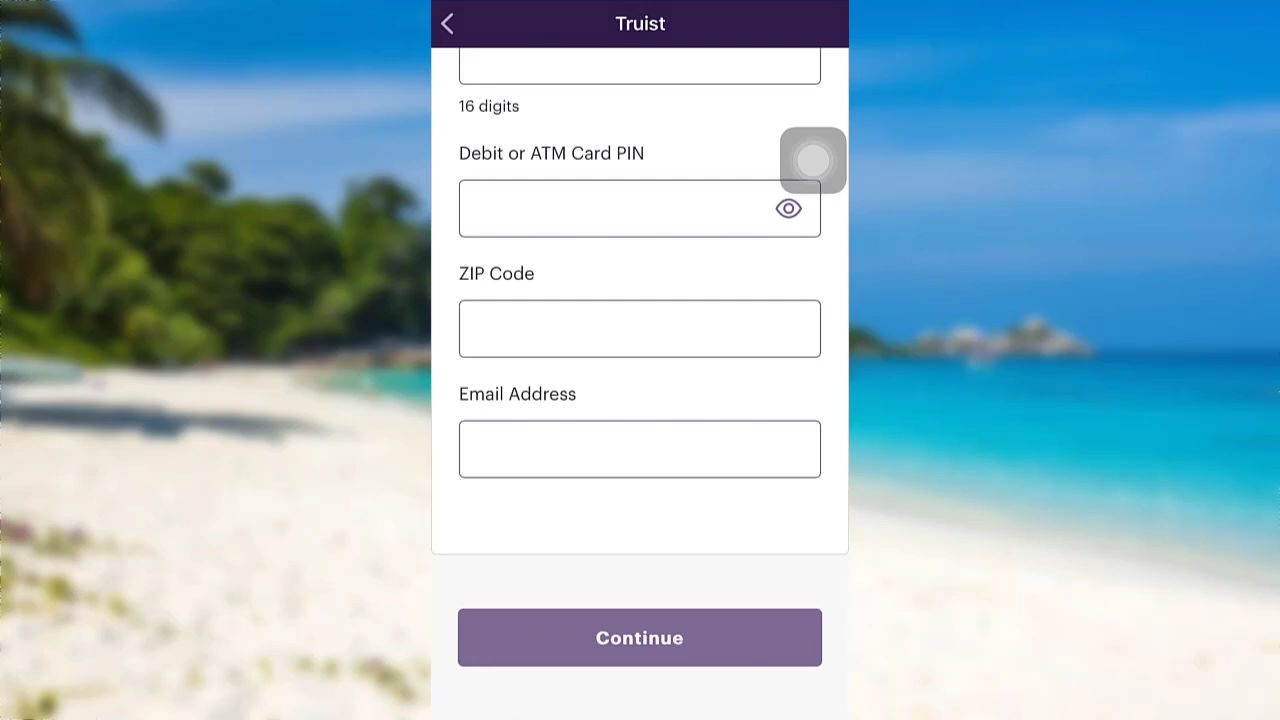 Truist
16 digits
Debit or ATM Card PIN
ZIP Code
Email Address
Continue